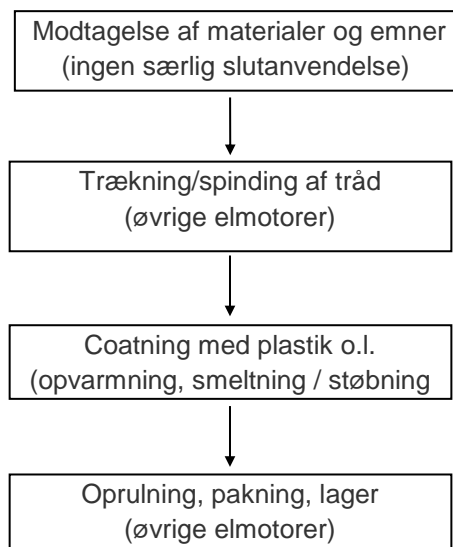 Modtagelse af materialer og emner
(ingen særlig slutanvendelse)
Trækning/spinding af tråd
(øvrige elmotorer)
Coatning med plastik o.l.
(opvarmning, smeltning / støbning
Oprulning, pakning, lager
(øvrige elmotorer)